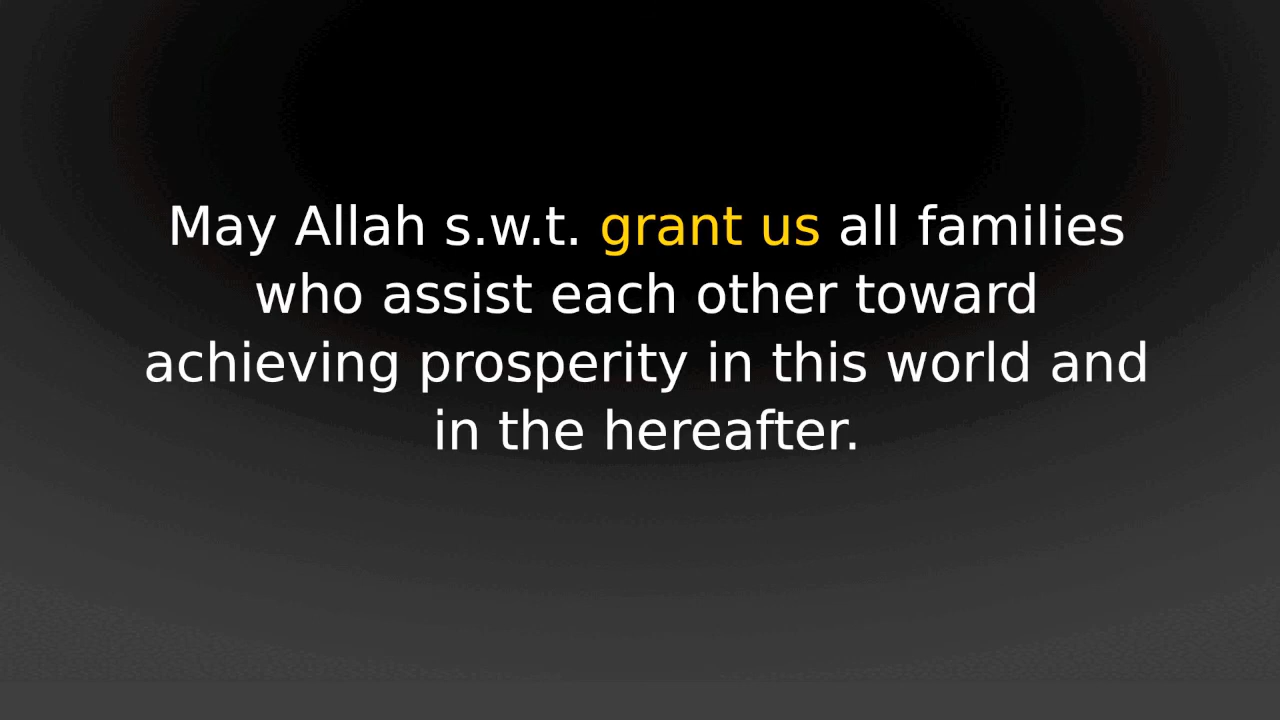 May Allah s.w.t. grant us all families
who assist each other toward
achieving prosperity in this world and
in the hereafter.